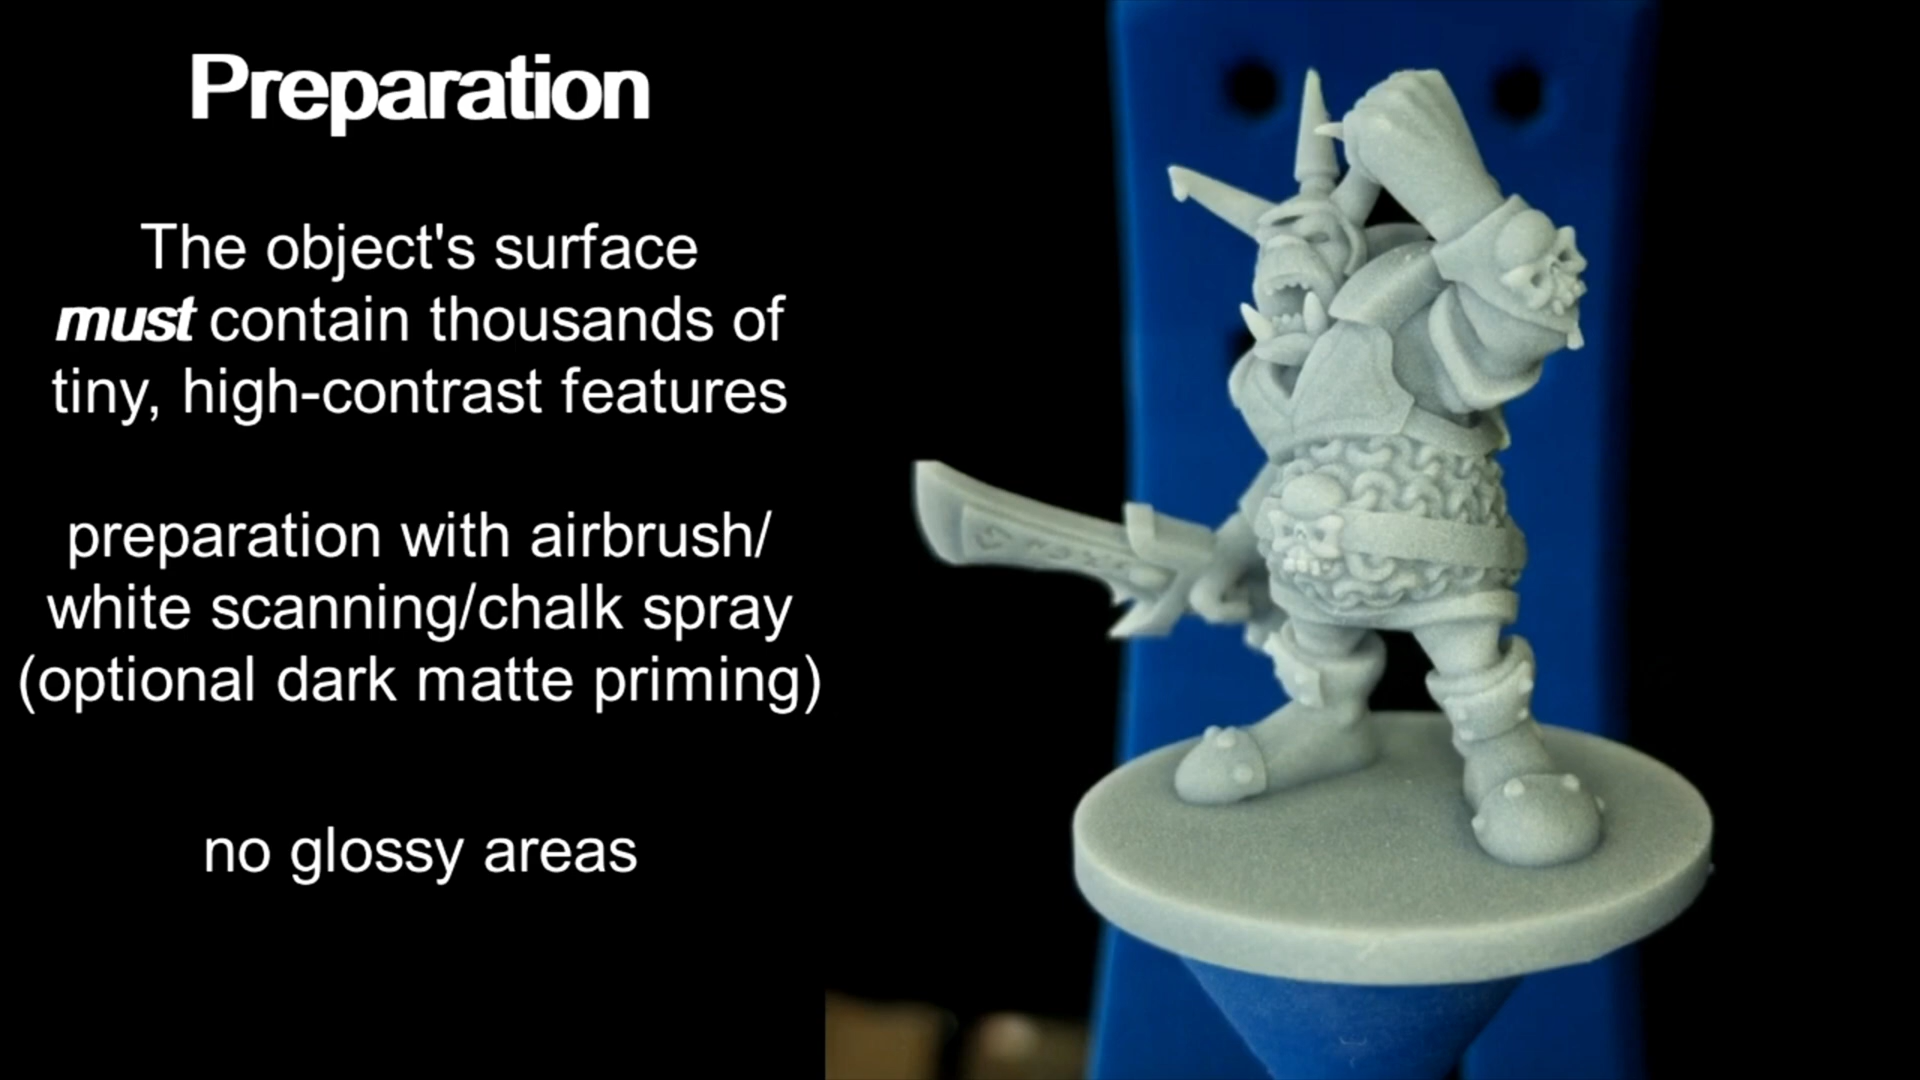 Preparation
The object's surface
must contain thousands of
tiny, high-contrast features
preparation with airbrush/
white scanning/chalk spray
(optional dark matte priming)
no glossy areas